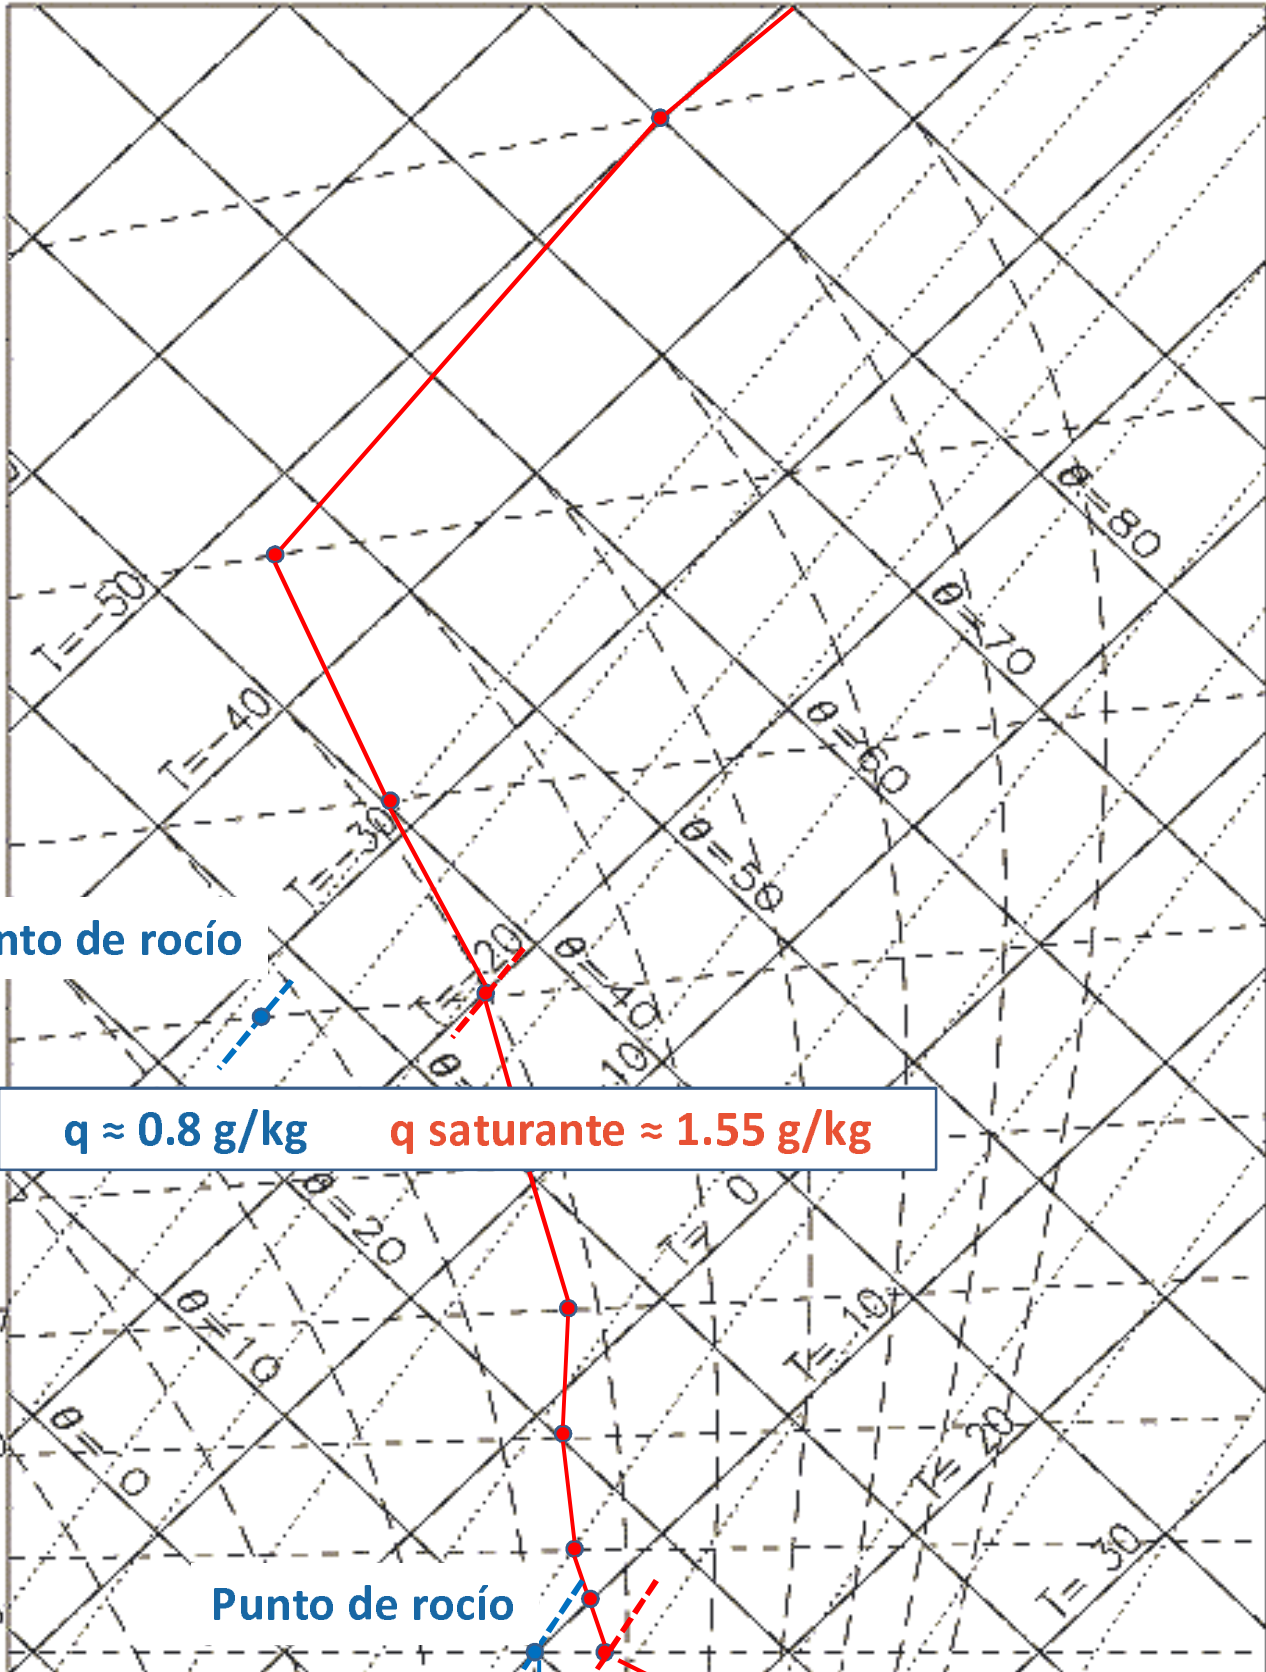 θ=80
T=-50
θ=70
T=-40
θ=60
T=-30
θ=50
nto de rocío
T=-20
θ=40
θ=
10
q ≈ 0.8 g/kg q saturante ≈ 1.55 g/kg
θ=20
T= 0
θ=10
T= 10
θ= 0
T= 20
T= 30
Punto de rocío